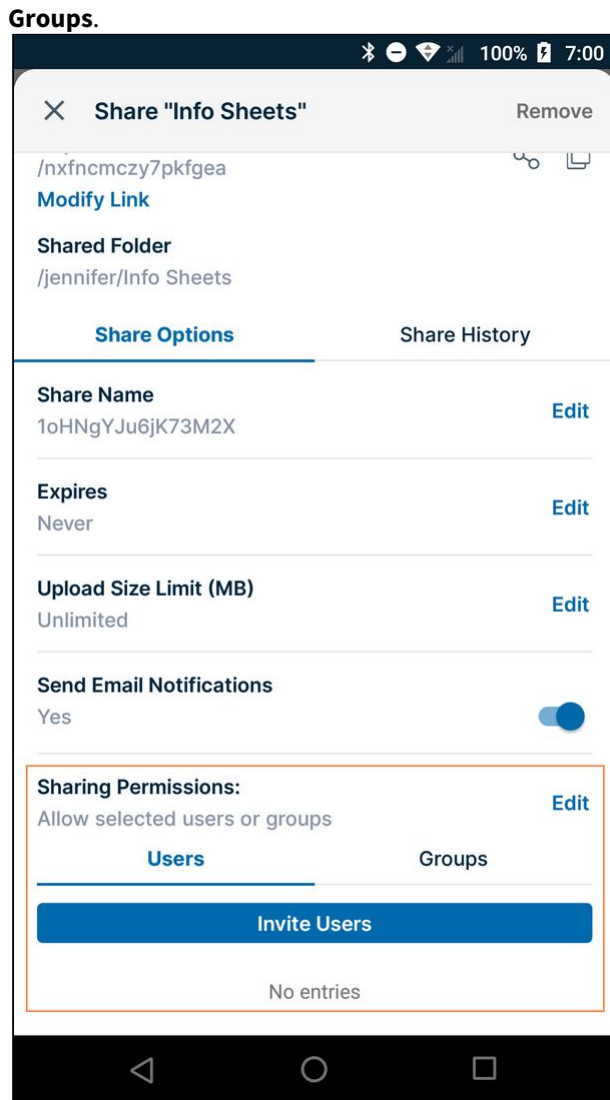 Groups.
100% 7:00
Share "Info Sheets" Remove
/nxfncmczy7pkfgea
Modify Link
Shared Folder
/jennifer/Info Sheets
Share Options Share History
Share Name
1oHNgYJu6jK73M2X
Edit
Expires
Never
Edit
Upload Size Limit (MB)
Unlimited
Edit
Send Email Notifications
Yes
Sharing Permissions:
Allow selected users or groups
Edit
Users Groups
Invite Users
No entries